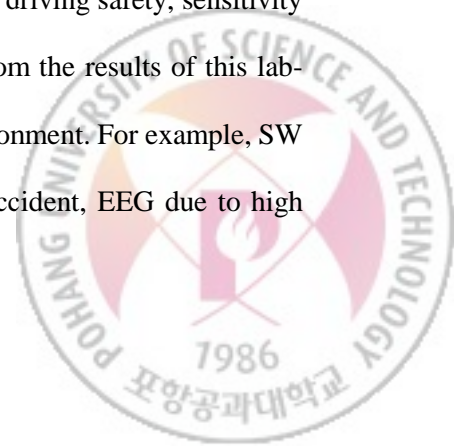 driving safety, sensitivity
om the results of this lab-
onment. For example, SW
ccident, EEG due to high
POHANG UNIVERSITY OF SCIENCE AND TECHNOLOGY
1986
포항공과대학교